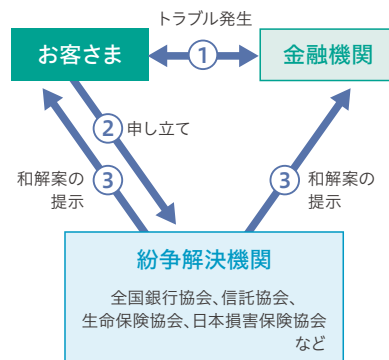 トラブル発生
お客さま
1
金融機関
2
申し立て
和解案の
提示
3
3
和解案の
提示
紛争解決機関
全国銀行協会、信託協会、
生命保険協会、日本損害保険協会
など